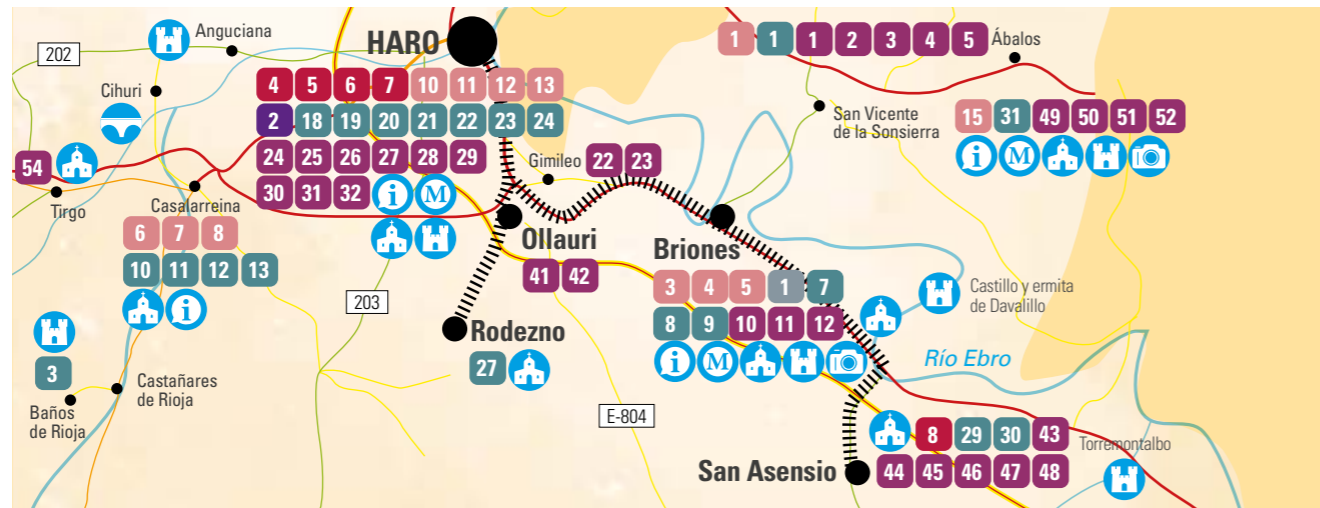 202
Anguciana
HARO
1 1 1 2 3 4 5
Ábalos
Cihuri
4 5 6 7 10 11 12 13
2 18 19 20 21 22 23 24
24 25 26 27 28 29
30 31 32 i M
San Vicente
de la Sonsierra
15 31 49 50 51 52
i M
54
Tirgo
Gimileo
22 23
Casalarreina
6 7 8
10 11 12 13
i
Ollauri
41 42
Briones
3 4 5 1 7
8 9 10 11 12
i M
203
Castillo y ermita
de Davalillo
Rodezno
27
Río Ebro
3
Baños
de Rioja
Castañares
de Rioja
E-804
8 29 30 43
44 45 46 47 48
San Asensio
Torremontalbo